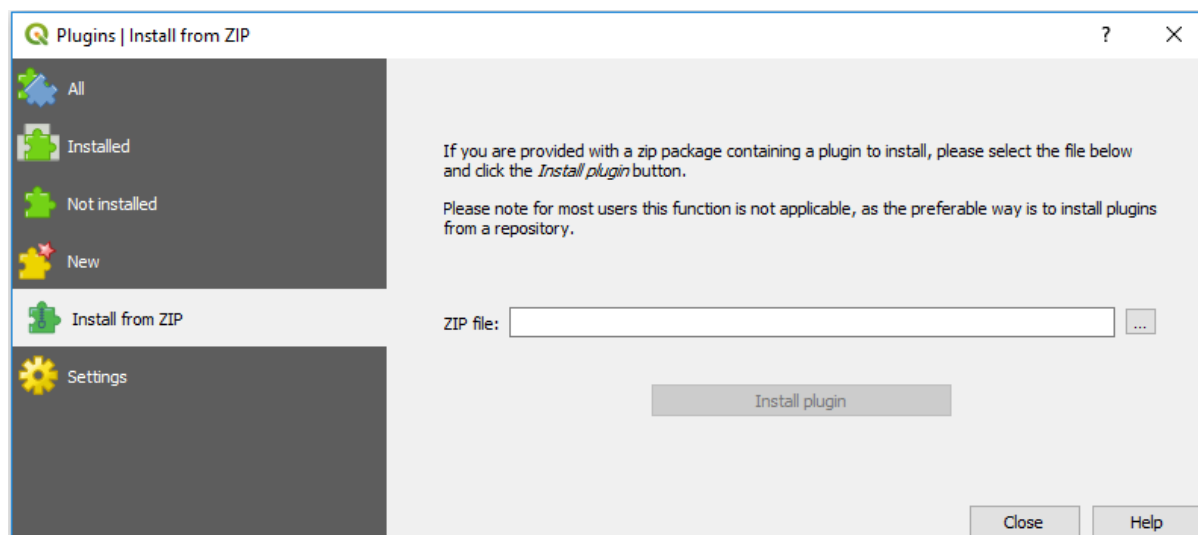 Plugins | Install from ZIP
?
All
Installed
Not installed
New
Install from ZIP
Settings
If you are provided with a zip package containing a plugin to install, please select the file below
and click the Install plugin button.
Please note for most users this function is not applicable, as the preferable way is to install plugins
from a repository.
ZIP file:
...
Install plugin
Close
Help